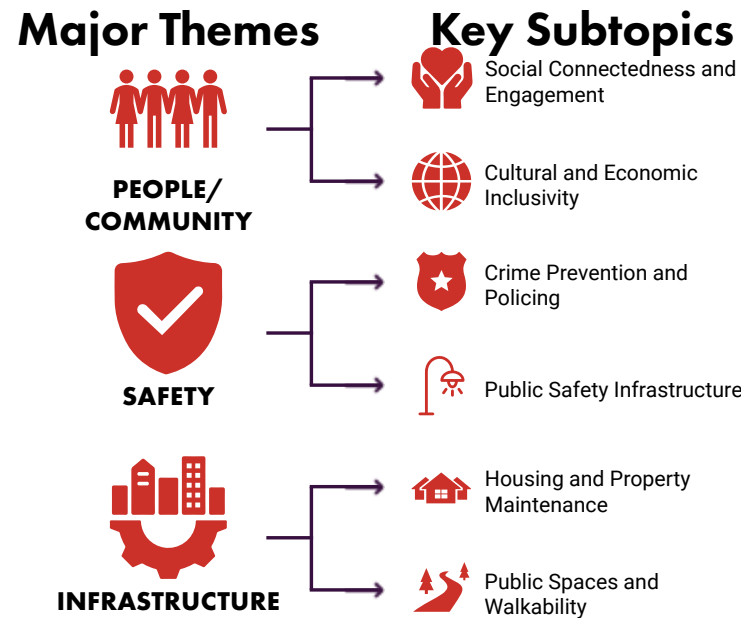 Major Themes
Key Subtopics
PEOPLE/
COMMUNITY
Social Connectedness and
Engagement
Cultural and Economic
Inclusivity
SAFETY
Crime Prevention and
Policing
Public Safety Infrastructure
INFRASTRUCTURE
Housing and Property
Maintenance
Public Spaces and
Walkability